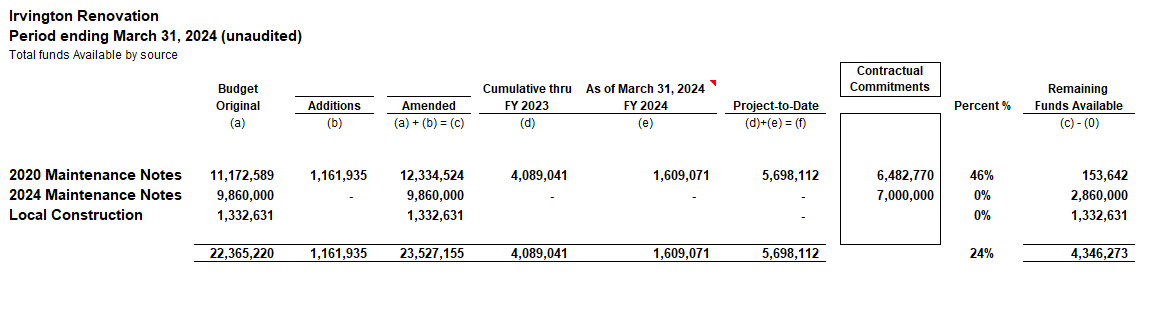 Irvington Renovation
Period ending March 31, 2024 (unaudited)
Total funds Available by source
Contractual
Budget Cumulative thru As of March 31, 2024 Commitments Remaining
Original Additions Amended FY 2023 FY 2024 Project-to-Date Percent % Funds Available
(a) (b) (a) + (b) = (c) (d) (e) (d)+(e) = (f) (c) - (0)
2020 Maintenance Notes 11,172,589 1,161,935 12,334,524 4,089,041 1,609,071 5,698,112 6,482,770 46% 153,642
2024 Maintenance Notes 9,860,000 - 9,860,000 - - - 7,000,000 0% 2,860,000
Local Construction 1,332,631 1,332,631 - 0% 1,332,631
22,365,220 1,161,935 23,527,155 4,089,041 1,609,071 5,698,112 24% 4,346,273